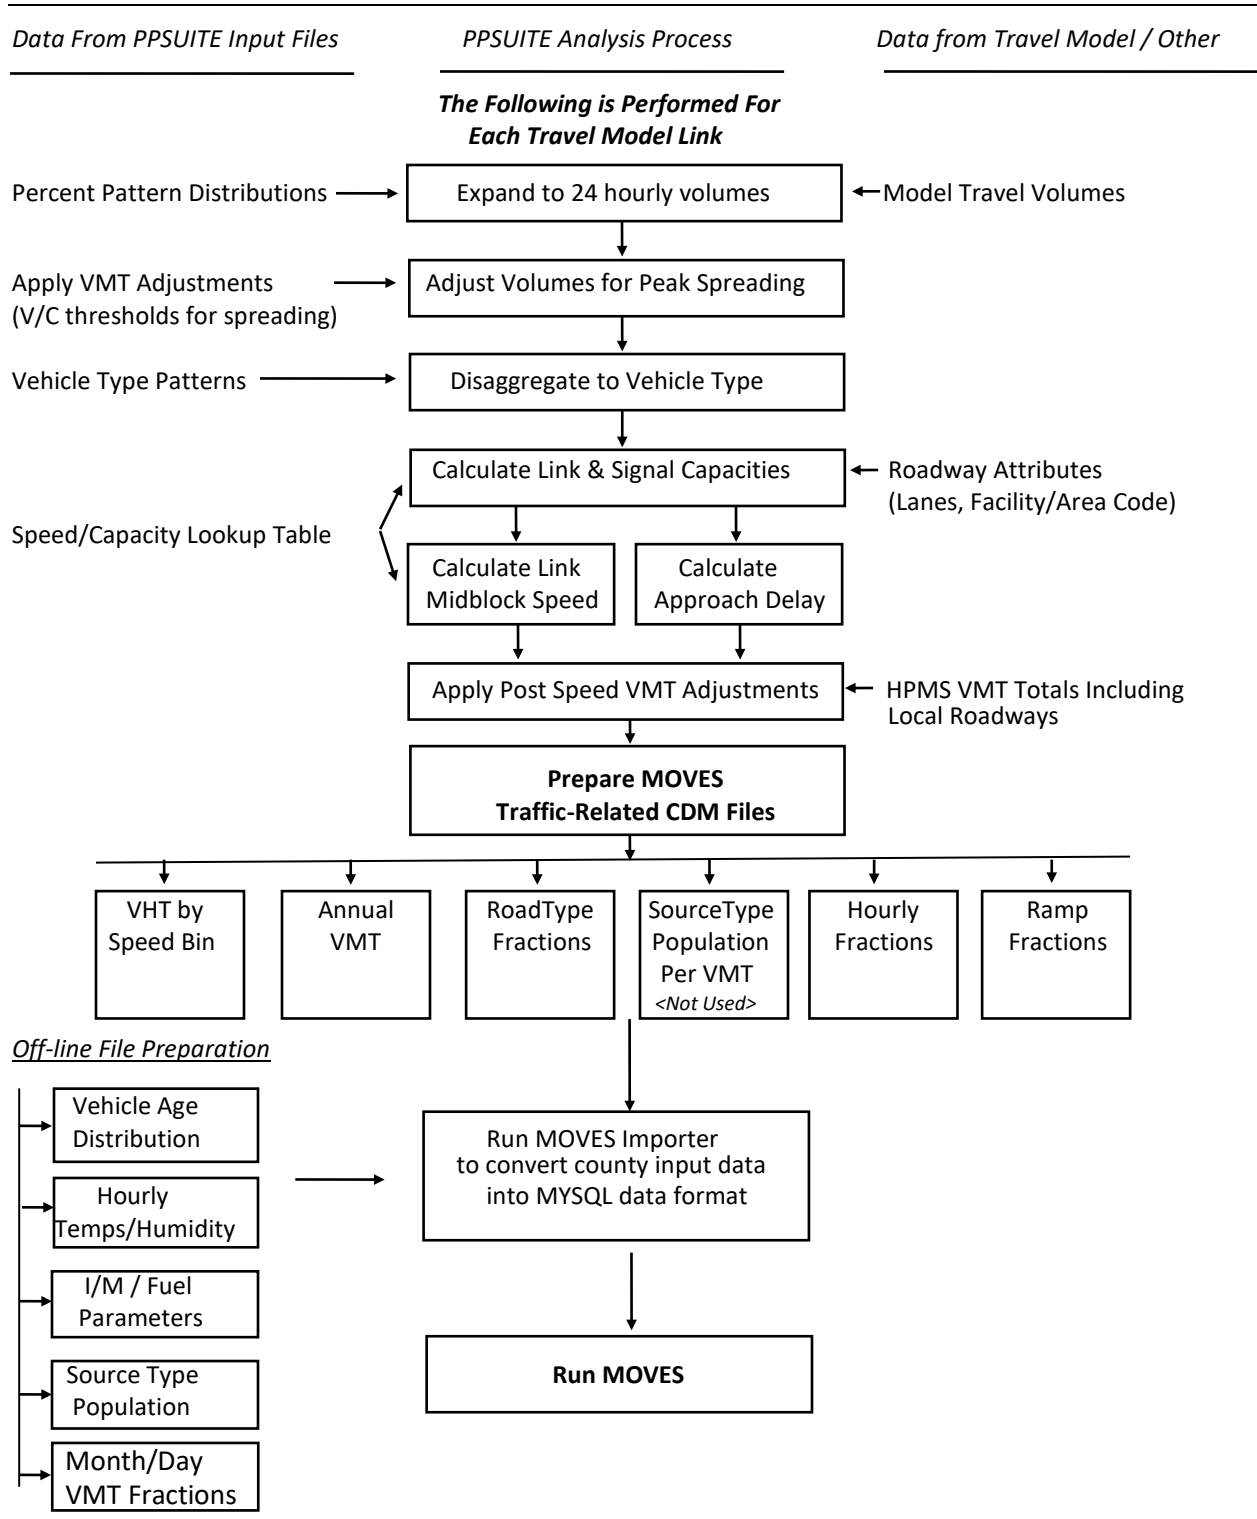 Data From PPSUITE Input Files
PPSUITE Analysis Process
Data from Travel Model / Other
The Following is Performed For
Each Travel Model Link
Percent Pattern Distributions
Expand to 24 hourly volumes
Model Travel Volumes
Apply VMT Adjustments
(V/C thresholds for spreading)
Adjust Volumes for Peak Spreading
Vehicle Type Patterns
Disaggregate to Vehicle Type
Calculate Link & Signal Capacities
Roadway Attributes
(Lanes, Facility/Area Code)
Speed/Capacity Lookup Table
Calculate Link
Midblock Speed
Calculate
Approach Delay
Apply Post Speed VMT Adjustments
HPMS VMT Totals Including
Local Roadways
Prepare MOVES
Traffic-Related CDM Files
VHT by
Speed Bin
Annual
VMT
RoadType
Fractions
SourceType
Population
Per VMT
<Not Used>
Hourly
Fractions
Ramp
Fractions
Off-line File Preparation
Vehicle Age
Distribution
Hourly
Temps/Humidity
I/M / Fuel
Parameters
Source Type
Population
Month/Day
VMT Fractions
Run MOVES Importer
to convert county input data
into MYSQL data format
Run MOVES